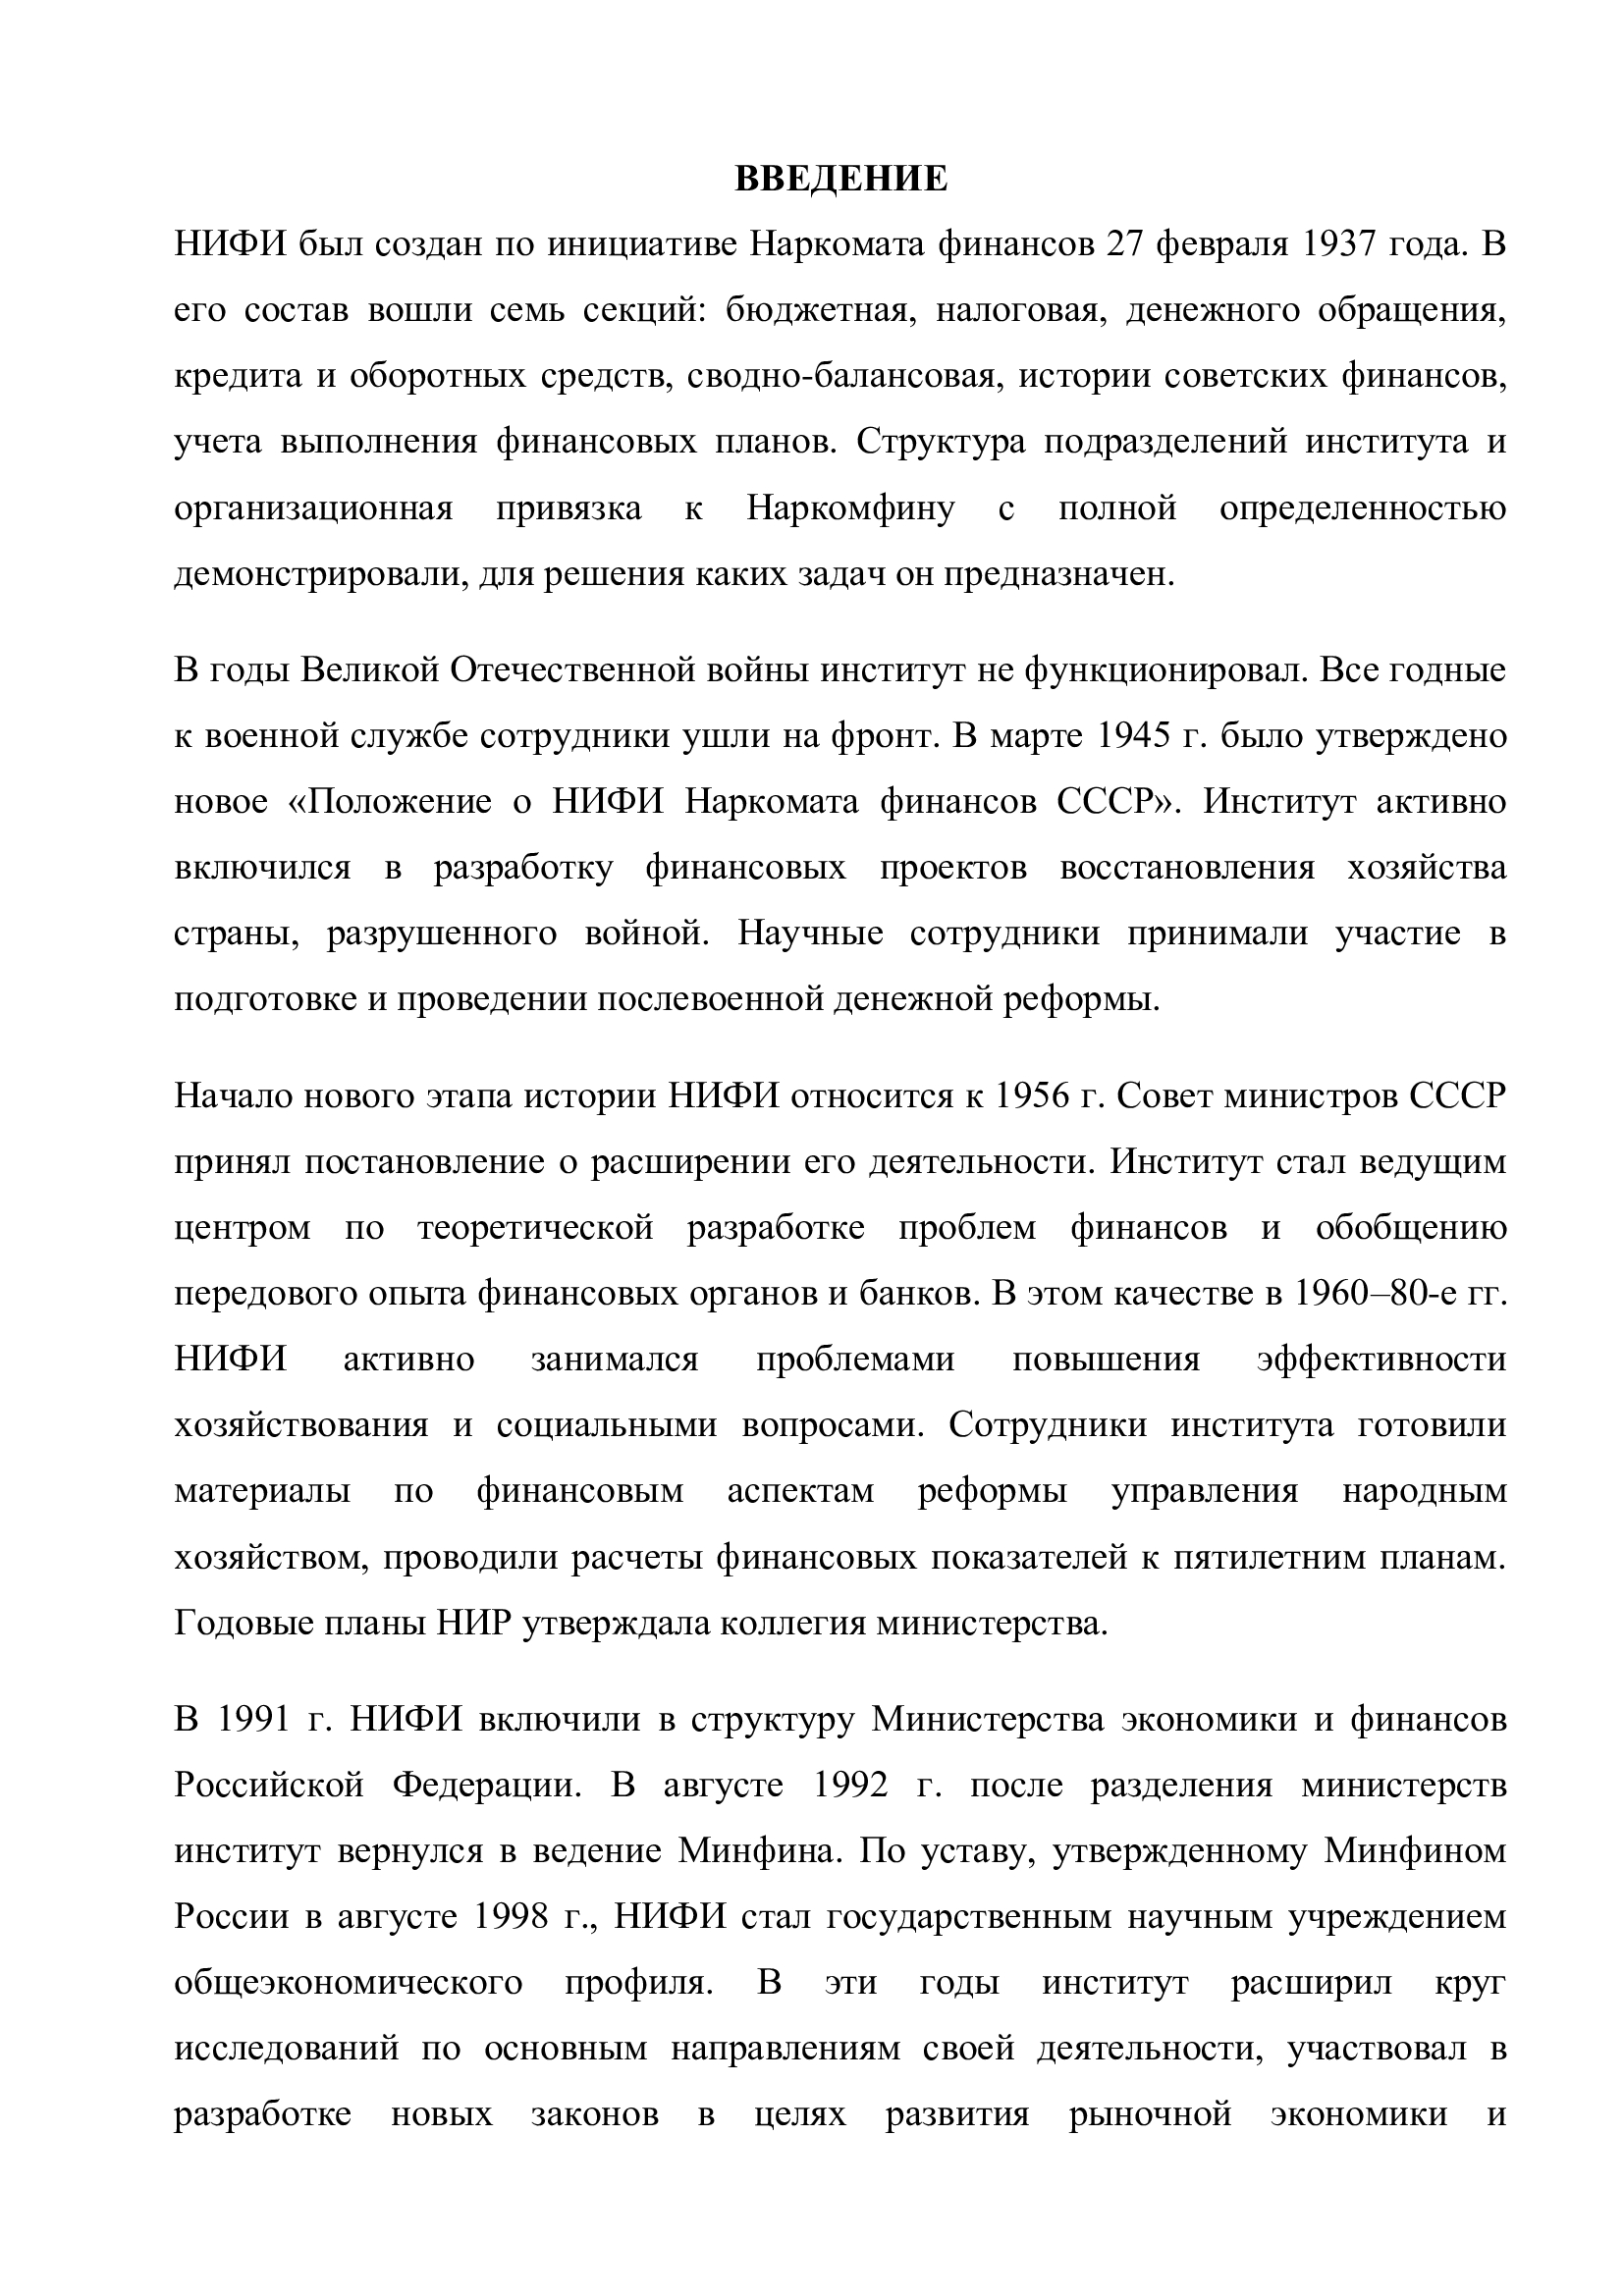 ВВЕДЕНИЕ
НИФИ был создан по инициативе Наркомата финансов 27 февраля 1937 года. В
его состав вошли семь секций: бюджетная, налоговая, денежного обращения,
кредита и оборотных средств, сводно-балансовая, истории советских финансов,
учета выполнения финансовых планов. Структура подразделений института и
организационная привязка к Наркомфину с полной определенностью
демонстрировали, для решения каких задач он предназначен.
В годы Великой Отечественной войны институт не функционировал. Все годные
к военной службе сотрудники ушли на фронт. В марте 1945 г. было утверждено
новое «Положение о НИФИ Наркомата финансов СССР». Институт активно
включился в разработку финансовых проектов восстановления хозяйства
страны, разрушенного войной. Научные сотрудники принимали участие в
подготовке и проведении послевоенной денежной реформы.
Начало нового этапа истории НИФИ относится к 1956 г. Совет министров СССР
принял постановление о расширении его деятельности. Институт стал ведущим
центром по теоретической разработке проблем финансов и обобщению
передового опыта финансовых органов и банков. В этом качестве в 1960–80-е гг.
НИФИ активно занимался проблемами повышения эффективности
хозяйствования и социальными вопросами. Сотрудники института готовили
материалы по финансовым аспектам реформы управления народным
хозяйством, проводили расчеты финансовых показателей к пятилетним планам.
Годовые планы НИР утверждала коллегия министерства.
В 1991 г. НИФИ включили в структуру Министерства экономики и финансов
Российской Федерации. В августе 1992 г. после разделения министерств
институт вернулся в ведение Минфина. По уставу, утвержденному Минфином
России в августе 1998 г., НИФИ стал государственным научным учреждением
общеэкономического профиля. В эти годы институт расширил круг
исследований по основным направлениям своей деятельности, участвовал в
разработке новых законов в целях развития рыночной экономики и